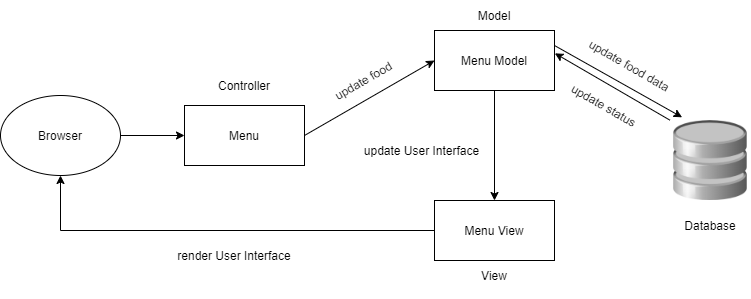 Model
Menu Model
update food data
update status
Controller
update food
Browser
Menu
update User Interface
Database
Menu View
render User Interface
View